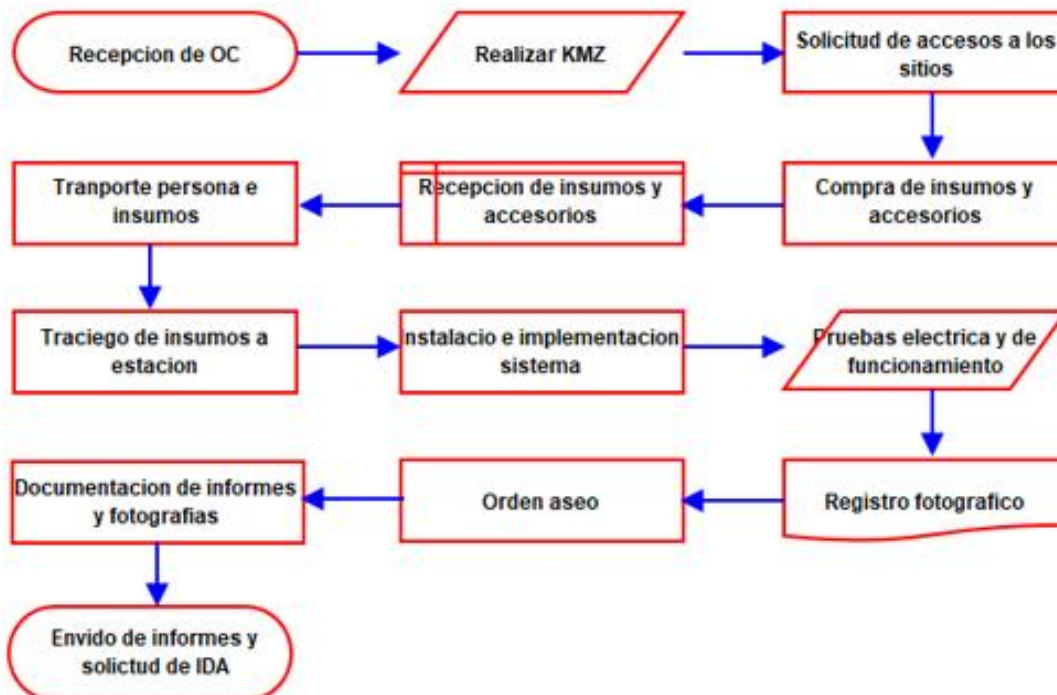 Recepcion de OC
Realizar KMZ
Solicitud de accesos a los
sitios
Compra de insumos y
accesorios
Recepcion de insumos y
accesorios
Tranporte persona e
insumos
Traciego de insumos a
estacion
nstalacio e implementacion
sistema
Pruebas electrica y de
funcionamiento
Registro fotografico
Orden aseo
Documentacion de informes
y fotografias
Envido de informes y
solictud de IDA